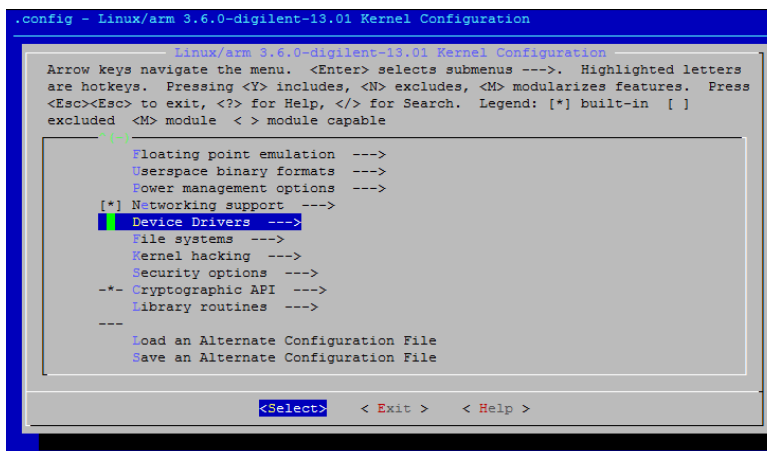 .config - Linux/arm 3.6.0-digilent-13.01 Kernel Configuration
Linux/arm 3.6.0-digilent-13.01 Kernel Configuration
Arrow keys navigate the menu.  <Enter> selects submenus --->.  Highlighted letters
are hotkeys.  Pressing <Y> includes, <N> excludes, <M> modularizes features.  Press
<Esc><Esc> to exit, <?> for Help, </> for Search.  Legend: [*] built-in  [ ]
excluded  <M> module  < > module capable
^(-)
Floating point emulation  --->
Userspace binary formats  --->
Power management options  --->
[*] Networking support  --->
Device Drivers  --->
File systems  --->
Kernel hacking  --->
Security options  --->
-*- Cryptographic API  --->
Library routines  --->
---
Load an Alternate Configuration File
Save an Alternate Configuration File
<Select>    < Exit >    < Help >